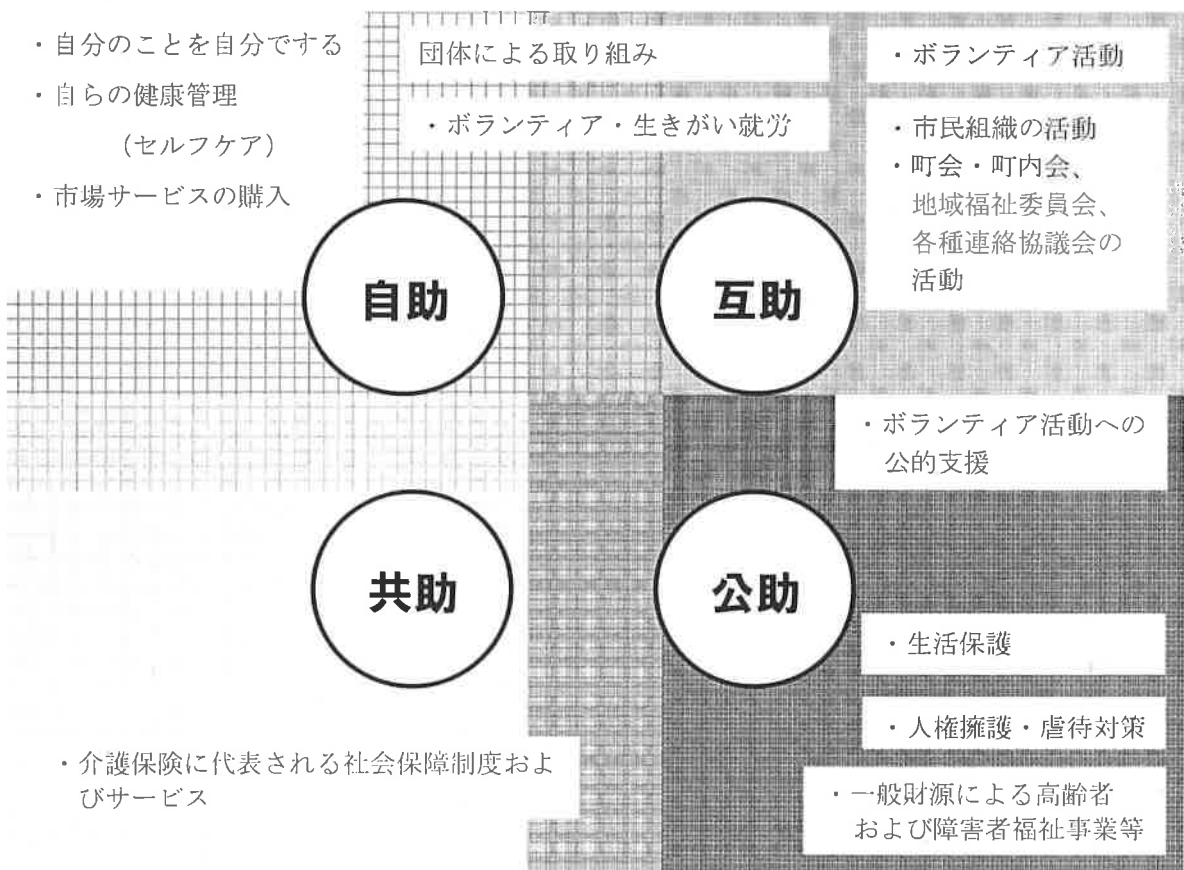 ・自分のことを自分でする
・自らの健康管理
（セルフケア）
・市場サービスの購入
団体による取り組み
・ボランティア・生きがい就労
・ボランティア活動
・市民組織の活動
・町会・町内会、
地域福祉委員会、
各種連絡協議会の
活動
自助
互助
・ボランティア活動への
公的支援
共助
公助
・生活保護
・人権擁護・虐待対策
・介護保険に代表される社会保障制度およ
びサービス
・一般財源による高齢者
および障害者福祉事業等